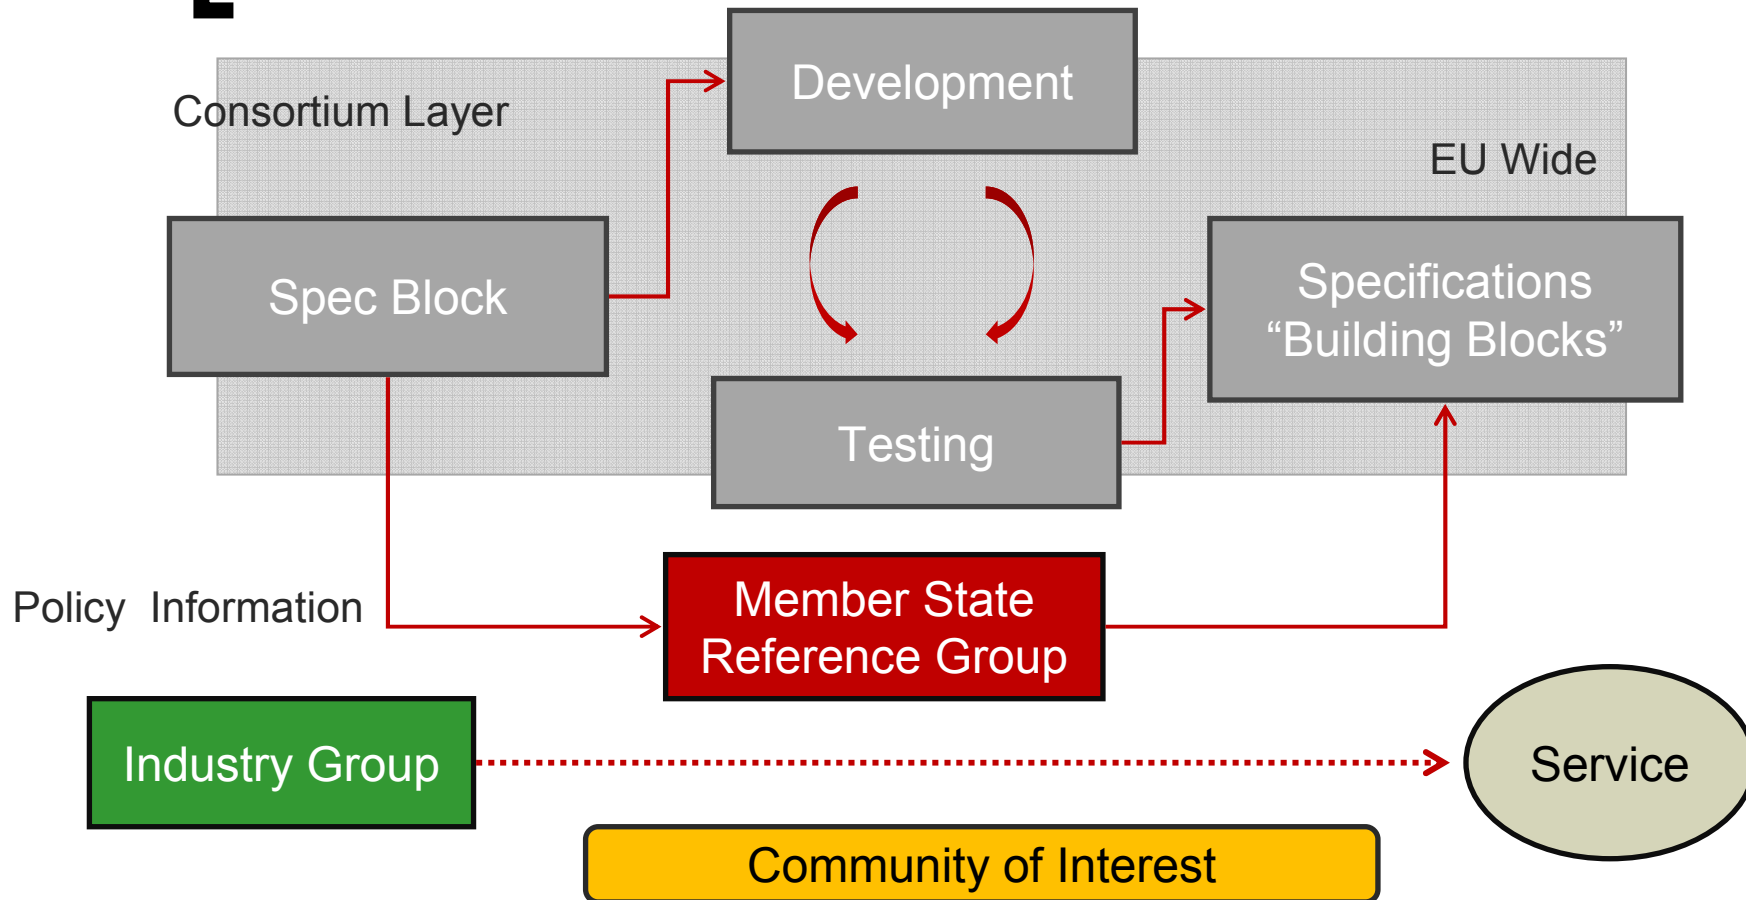 Development
Consortium Layer
EU Wide
Spec Block
Specifications
“Building Blocks”
Testing
Member State
Reference Group
Policy Information
Industry Group
Service
Community of Interest